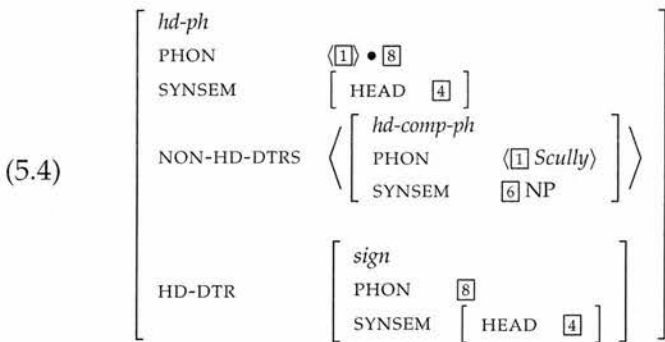 hd-ph
PHON ⟨[1]⟩ • [8]
SYNSEM [ HEAD [4] ]
hd-comp-ph
NON-HD-DTRS ⟨ [ PHON ⟨[1] Scully⟩
SYNSEM [6] NP ] ⟩
(5.4)
sign
HD-DTR [ PHON [8]
SYNSEM [ HEAD [4] ] ]